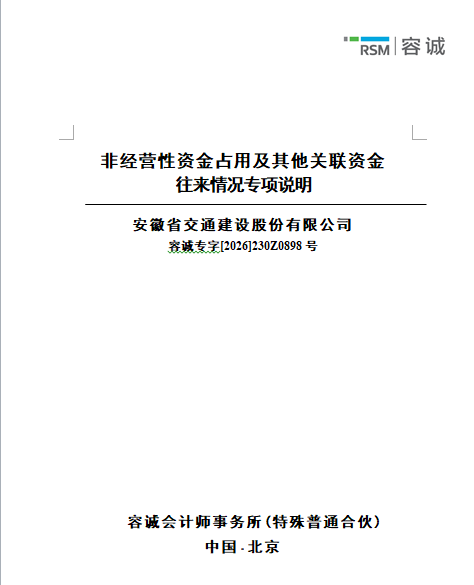 RSM 容诚
非经营性资金占用及其他关联资金
往来情况专项说明
安徽省交通建设股份有限公司
容诚专字[2026]230Z0898 号
容诚会计师事务所(特殊普通合伙)
中国·北京